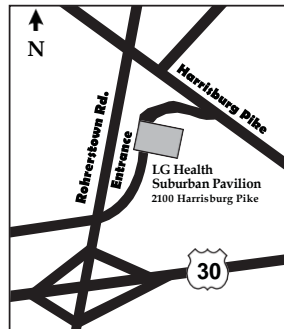 N
Harrisburg Pike
Rohrerstown Rd.
Entrance
LG Health
Suburban Pavilion
2100 Harrisburg Pike
30